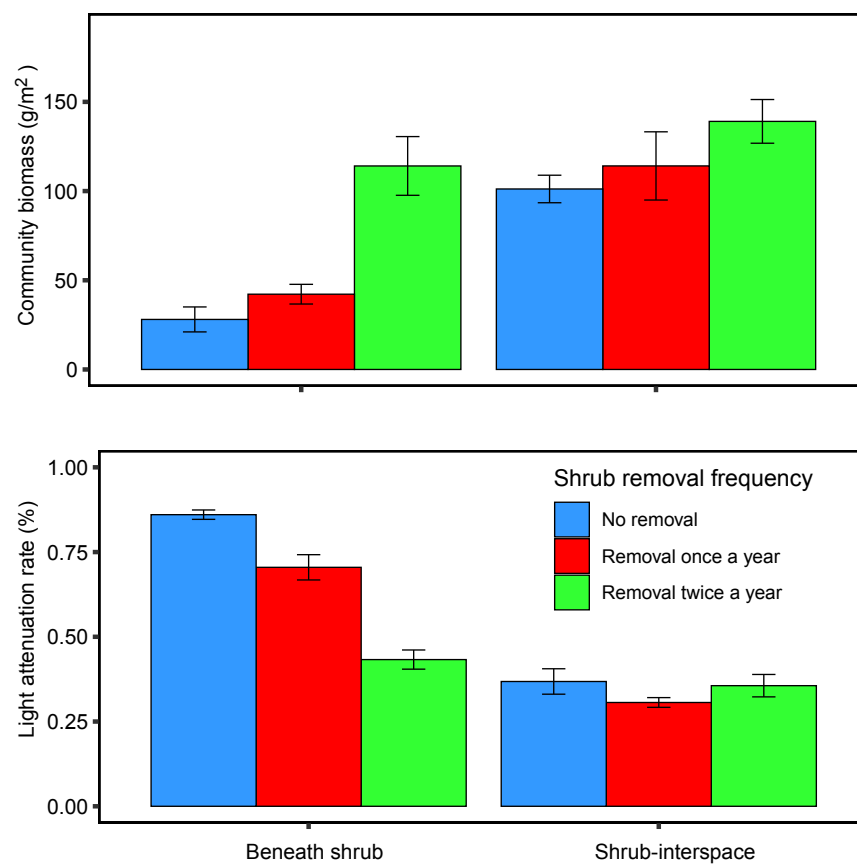 Community biomass (g/m²)
150
100
50
0
Light attenuation rate (%)
1.00
0.75
0.50
0.25
0.00
Shrub removal frequency
No removal
Removal once a year
Removal twice a year
Beneath shrub
Shrub-interspace